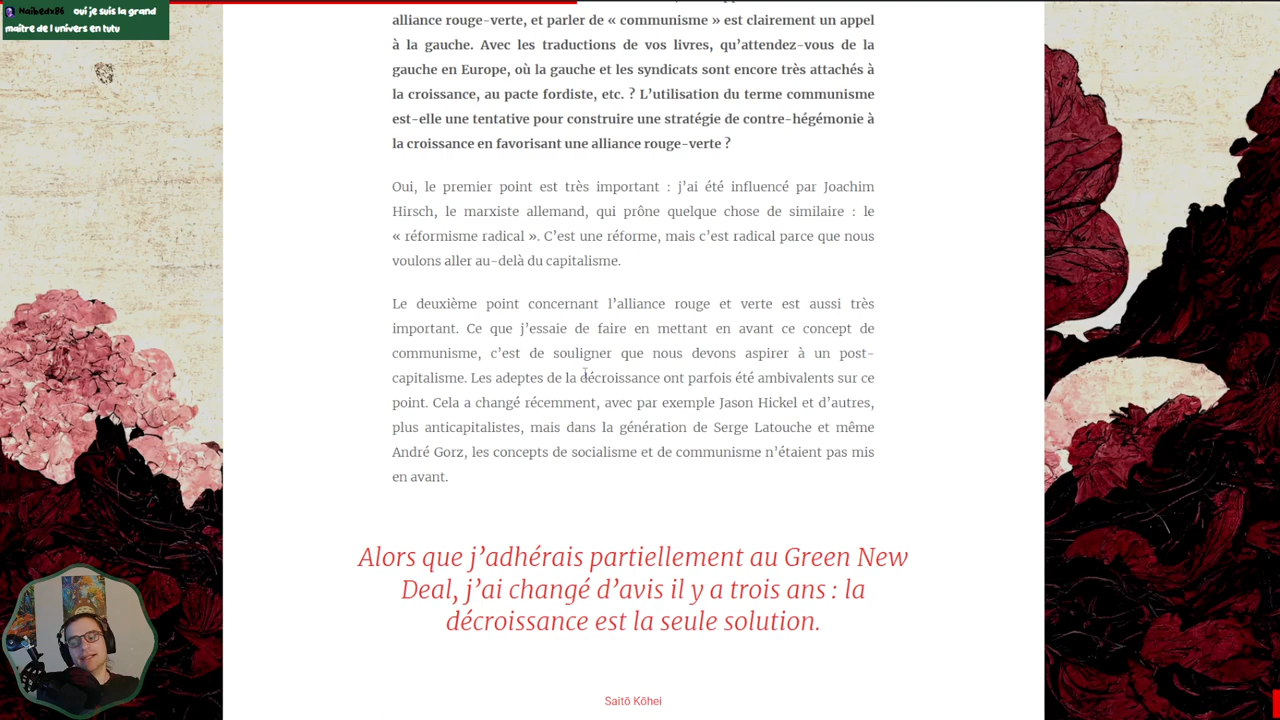 Naibedx86 oui je suis la grand
maitre de l univers en tutu
alliance rouge-verte, et parler de « communisme » est clairement un appel
à la gauche. Avec les traductions de vos livres, qu’attendez-vous de la
gauche en Europe, où la gauche et les syndicats sont encore très attachés à
la croissance, au pacte fordiste, etc. ? L’utilisation du terme communisme
est-elle une tentative pour construire une stratégie de contre-hégémonie à
la croissance en favorisant une alliance rouge-verte ?
Oui, le premier point est très important : j’ai été influencé par Joachim
Hirsch, le marxiste allemand, qui prône quelque chose de similaire : le
« réformisme radical ». C’est une réforme, mais c’est radical parce que nous
voulons aller au-delà du capitalisme.
Le deuxième point concernant l’alliance rouge et verte est aussi très
important. Ce que j’essaie de faire en mettant en avant ce concept de
communisme, c’est de souligner que nous devons aspirer à un post-
capitalisme. Les adeptes de la décroissance ont parfois été ambivalents sur ce
point. Cela a changé récemment, avec par exemple Jason Hickel et d’autres,
plus anticapitalistes, mais dans la génération de Serge Latouche et même
André Gorz, les concepts de socialisme et de communisme n’étaient pas mis
en avant.
Alors que j’adhérais partiellement au Green New
Deal, j’ai changé d’avis il y a trois ans : la
décroissance est la seule solution.
Saitō Kōhei